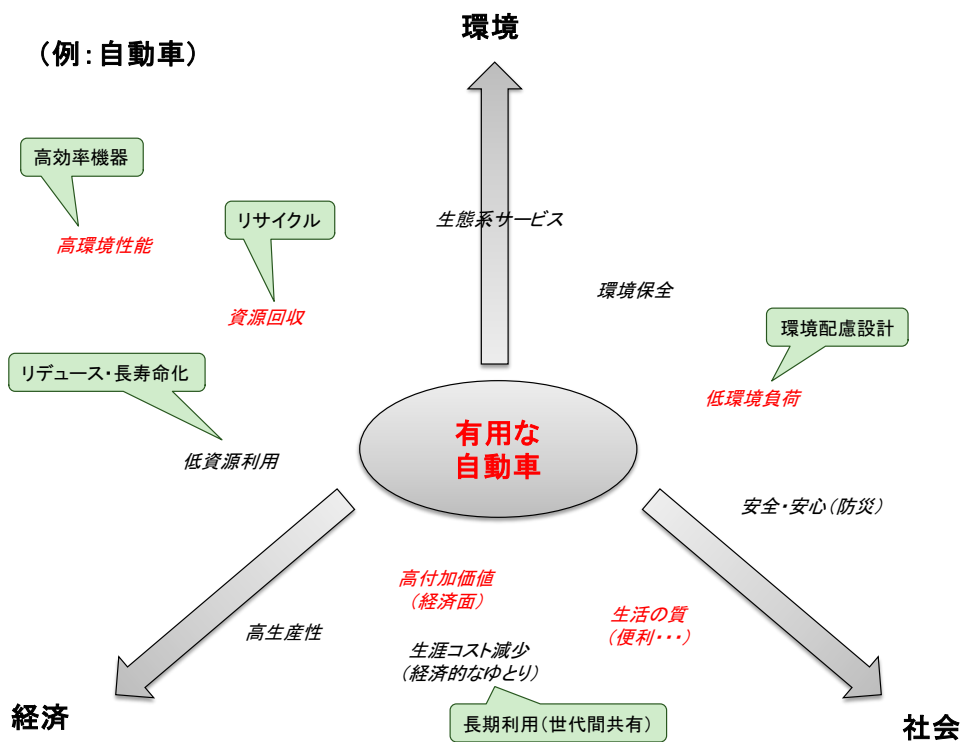 環境
（例：自動車）
高効率機器
リサイクル
生態系サービス
高環境性能
環境保全
資源回収
環境配慮設計
リデュース・長寿命化
低環境負荷
有用な
自動車
低資源利用
安全・安心（防災）
高付加価値
（経済面）
生活の質
（便利・・・）
高生産性
生涯コスト減少
（経済的なゆとり）
長期利用（世代間共有）
経済
社会